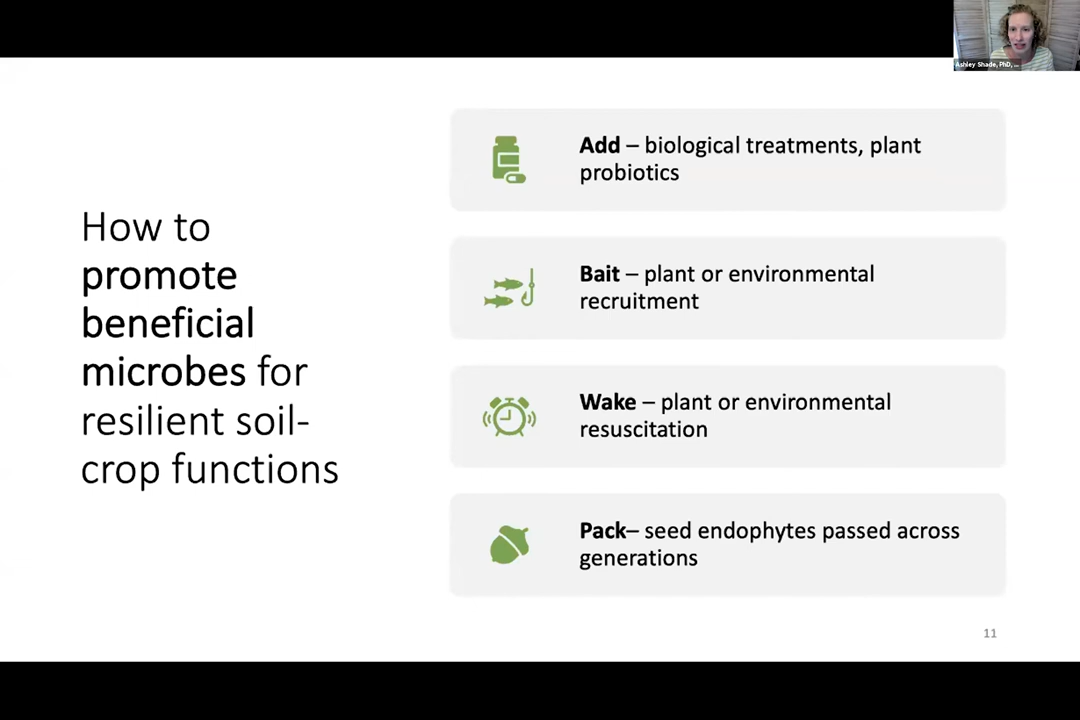 Ashley Shade, PhD, ...
How to
promote
beneficial
microbes for
resilient soil-
crop functions
Add – biological treatments, plant
probiotics
Bait – plant or environmental
recruitment
Wake – plant or environmental
resuscitation
Pack– seed endophytes passed across
generations
11